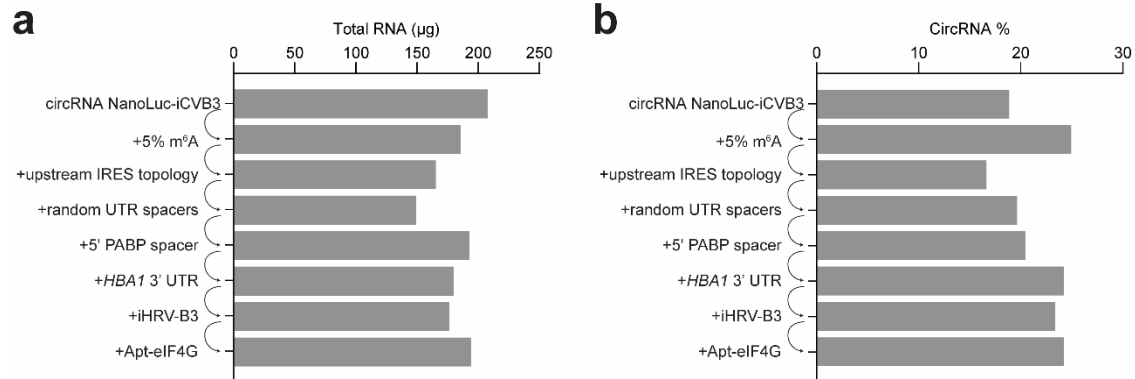 a
Total RNA (µg)
0 50 100 150 200 250
circRNA NanoLuc-iCVB3
+5% m⁶A
+upstream IRES topology
+random UTR spacers
+5' PABP spacer
+HBA1 3' UTR
+iHRV-B3
+Apt-eIF4G
b
CircRNA %
0 10 20 30
circRNA NanoLuc-iCVB3
+5% m⁶A
+upstream IRES topology
+random UTR spacers
+5' PABP spacer
+HBA1 3' UTR
+iHRV-B3
+Apt-eIF4G